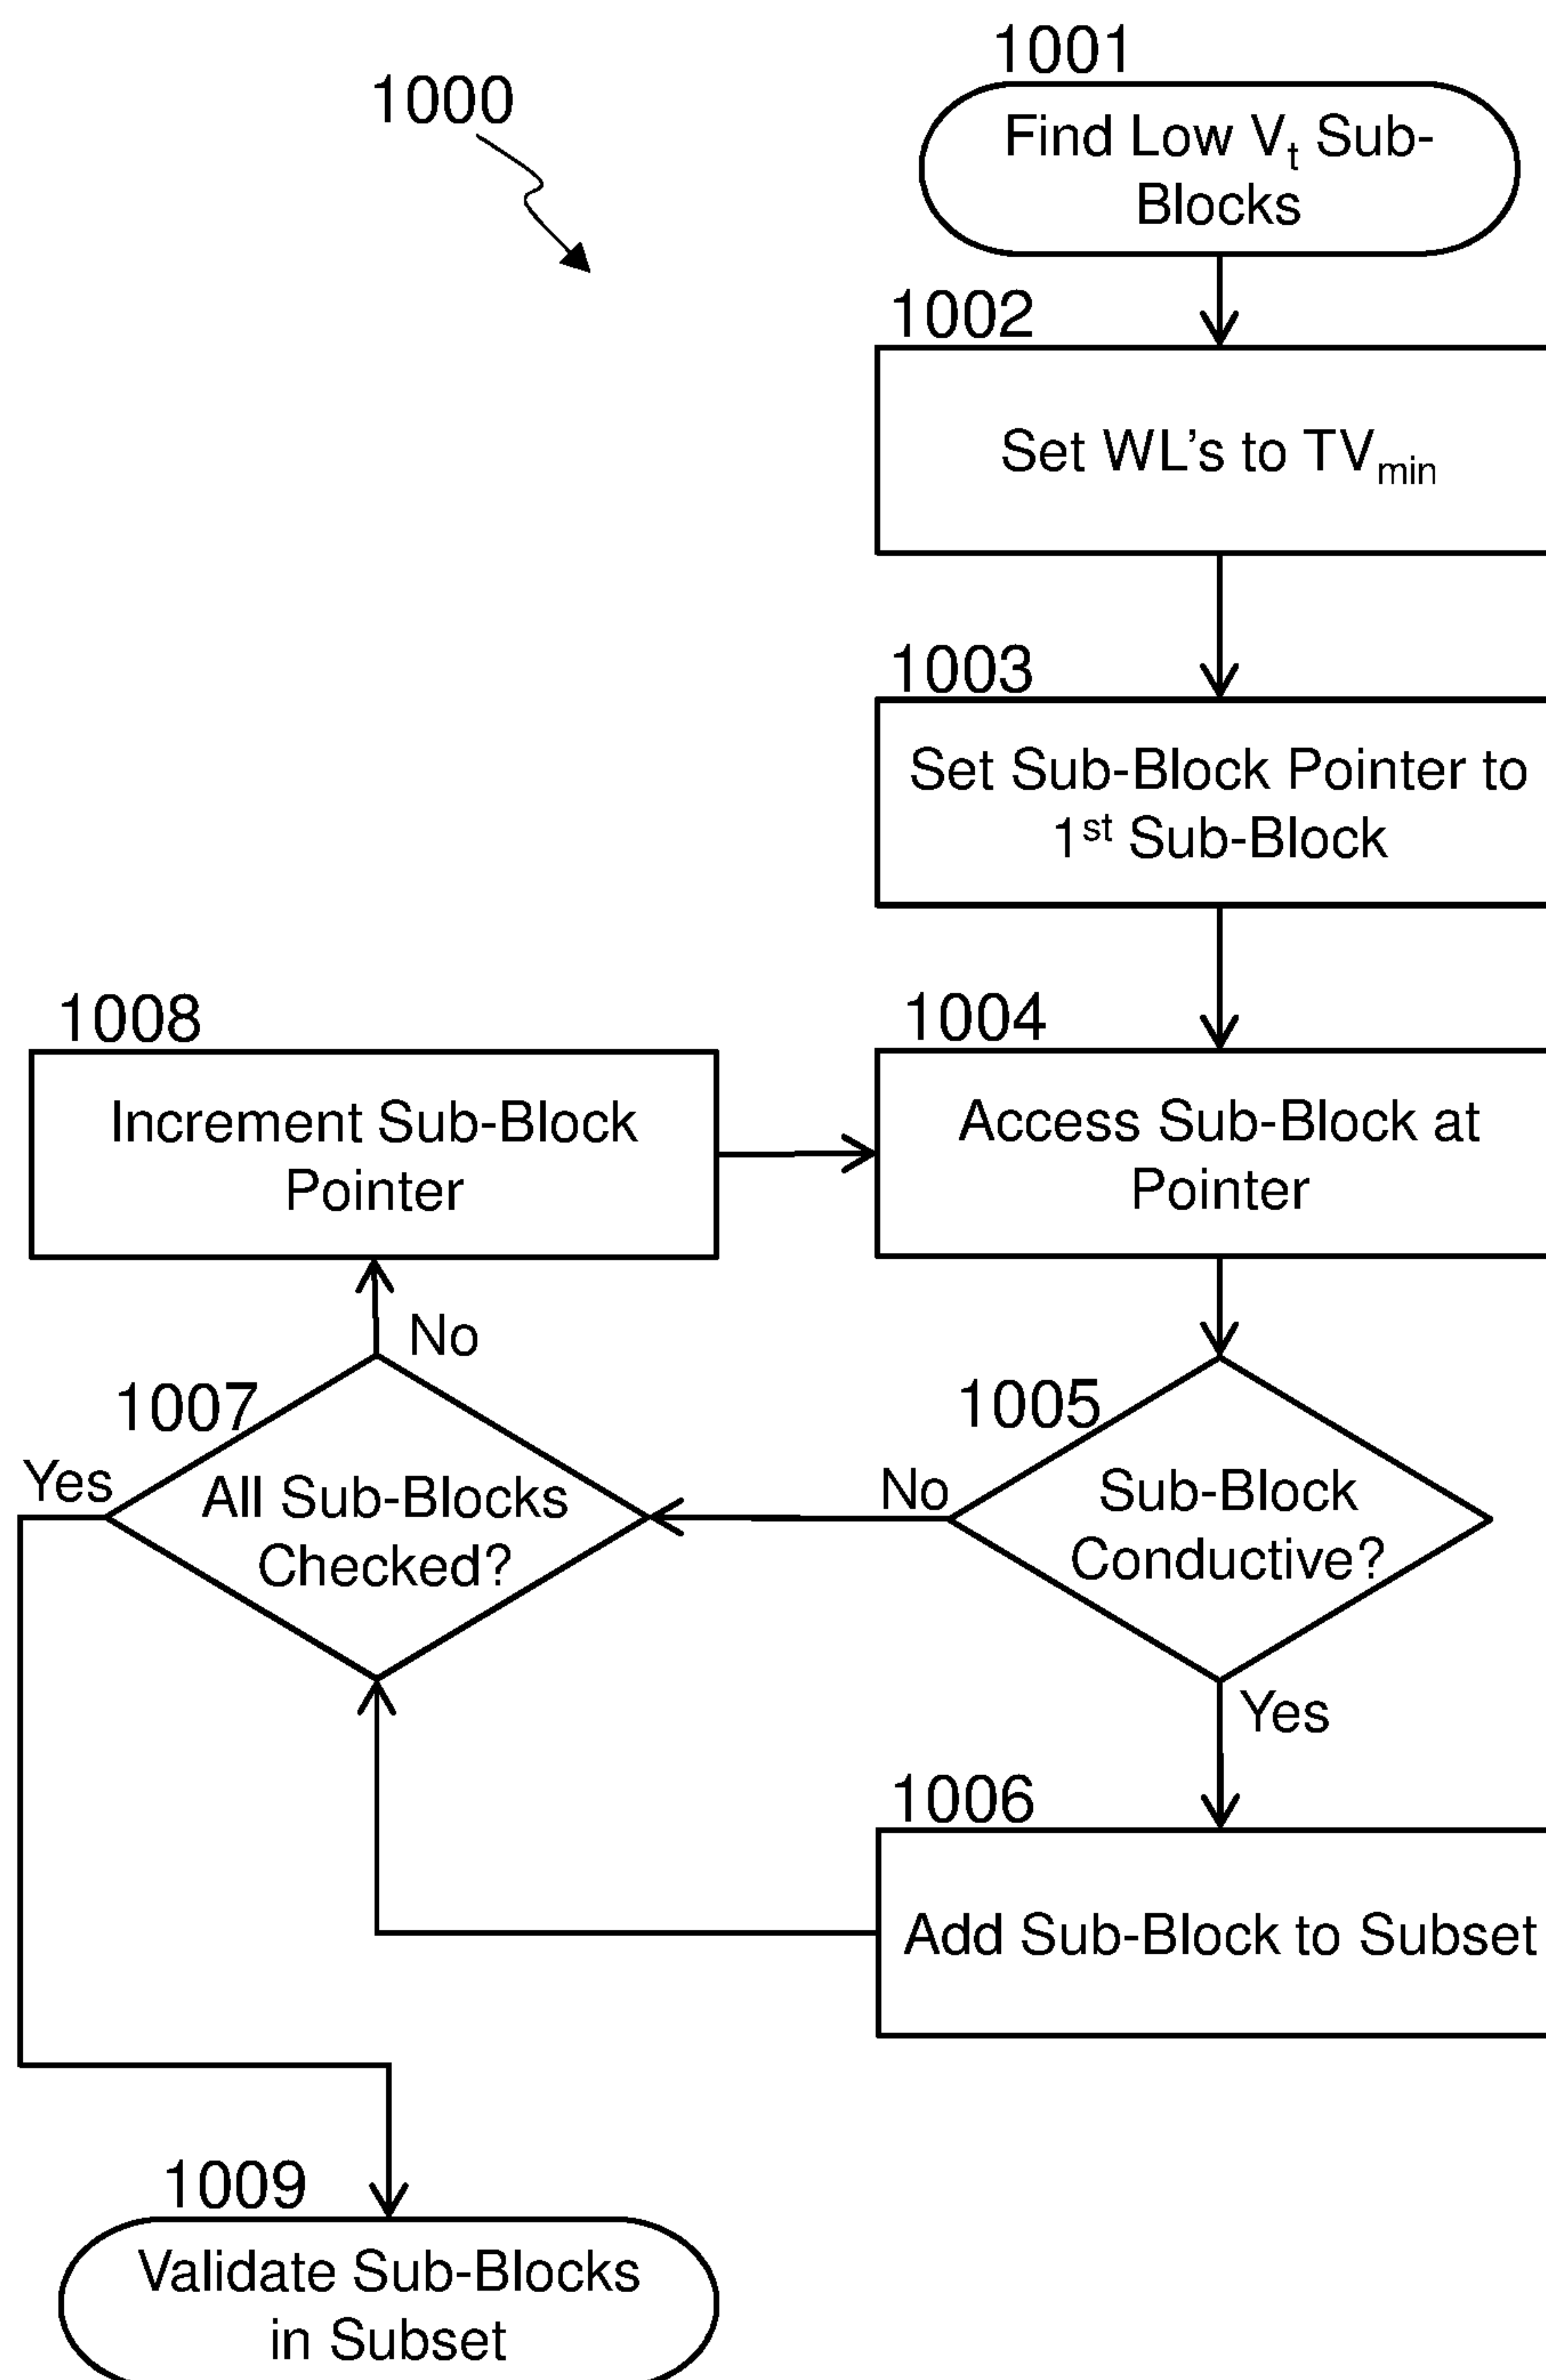 1000
1001
Find Low Vt Sub-
Blocks
1002
Set WL's to TVmin
1003
Set Sub-Block Pointer to
1st Sub-Block
1008
Increment Sub-Block
Pointer
1004
Access Sub-Block at
Pointer
No
1007
Yes
All Sub-Blocks
Checked?
1005
No
Sub-Block
Conductive?
Yes
1006
Add Sub-Block to Subset
1009
Validate Sub-Blocks
in Subset